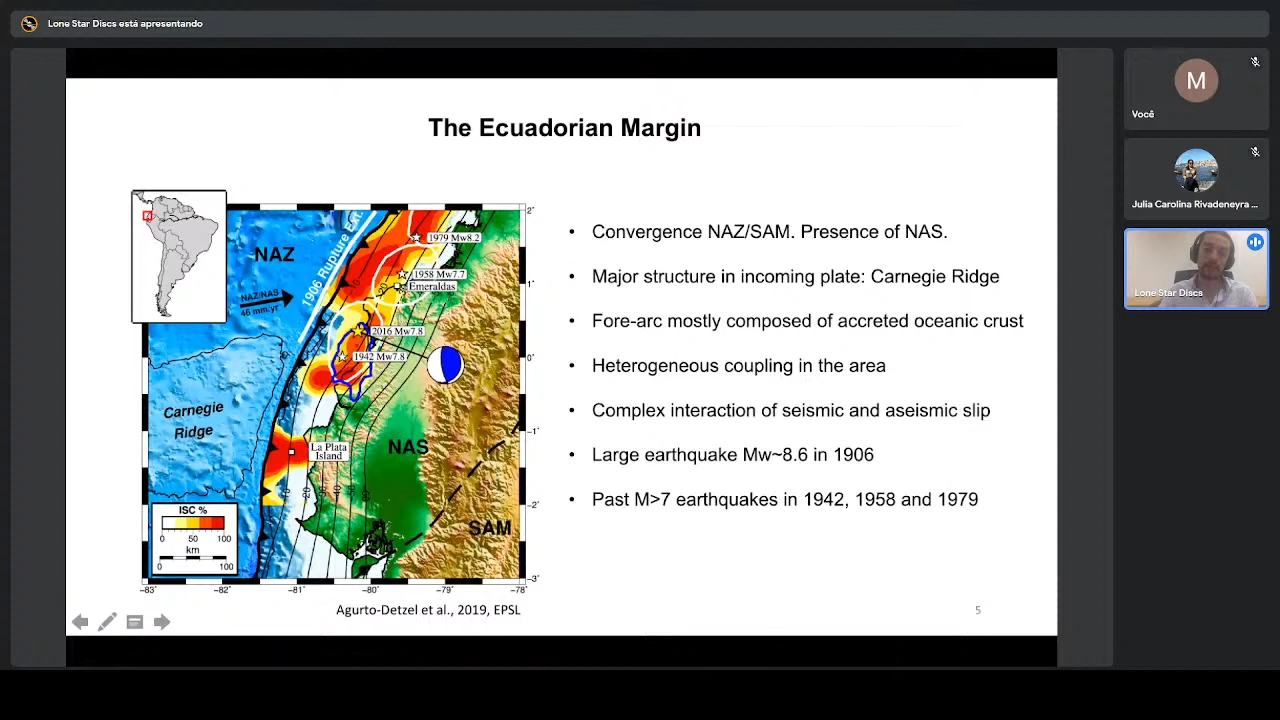 Lone Star Discs está apresentando
M
Você
Julia Carolina Rivadeneyra ...
Lone Star Discs
The Ecuadorian Margin
NAZ
NAZ/NAS
46 mm/yr
1906 Rupture Ext.
1979 Mw8.2
1958 Mw7.7
Esmeraldas
2016 Mw7.8
1942 Mw7.8
Carnegie
Ridge
La Plata
Island
NAS
SAM
ISC %
0 50 100
km
0 100
2°
1°
0°
-1°
-2°
-3°
-83° -82° -81° -80° -79° -78°
Agurto-Detzel et al., 2019, EPSL
• Convergence NAZ/SAM. Presence of NAS.
• Major structure in incoming plate: Carnegie Ridge
• Fore-arc mostly composed of accreted oceanic crust
• Heterogeneous coupling in the area
• Complex interaction of seismic and aseismic slip
• Large earthquake Mw~8.6 in 1906
• Past M>7 earthquakes in 1942, 1958 and 1979
5